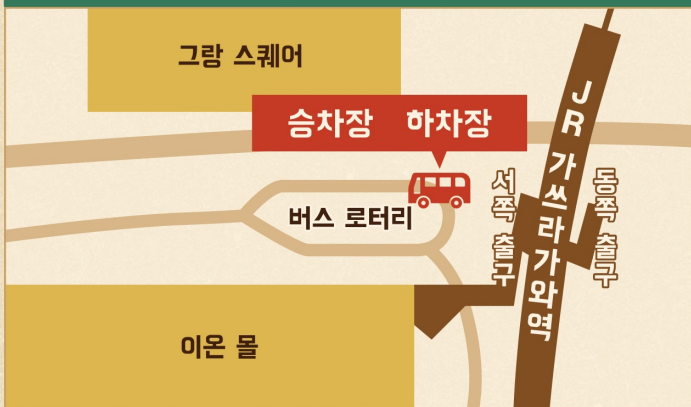 그랑 스퀘어
승차장 하차장
버스 로터리
서쪽 출구
JR 가쓰라가와역
동쪽 출구
이온 몰